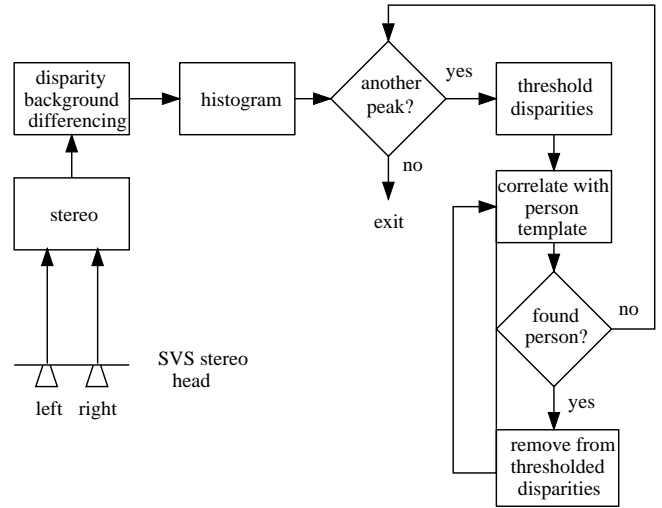 disparity
background
differencing
histogram
another
peak?
yes
no
exit
threshold
disparities
correlate with
person
template
found
person?
no
yes
remove from
thresholded
disparities
stereo
SVS stereo
head
left right